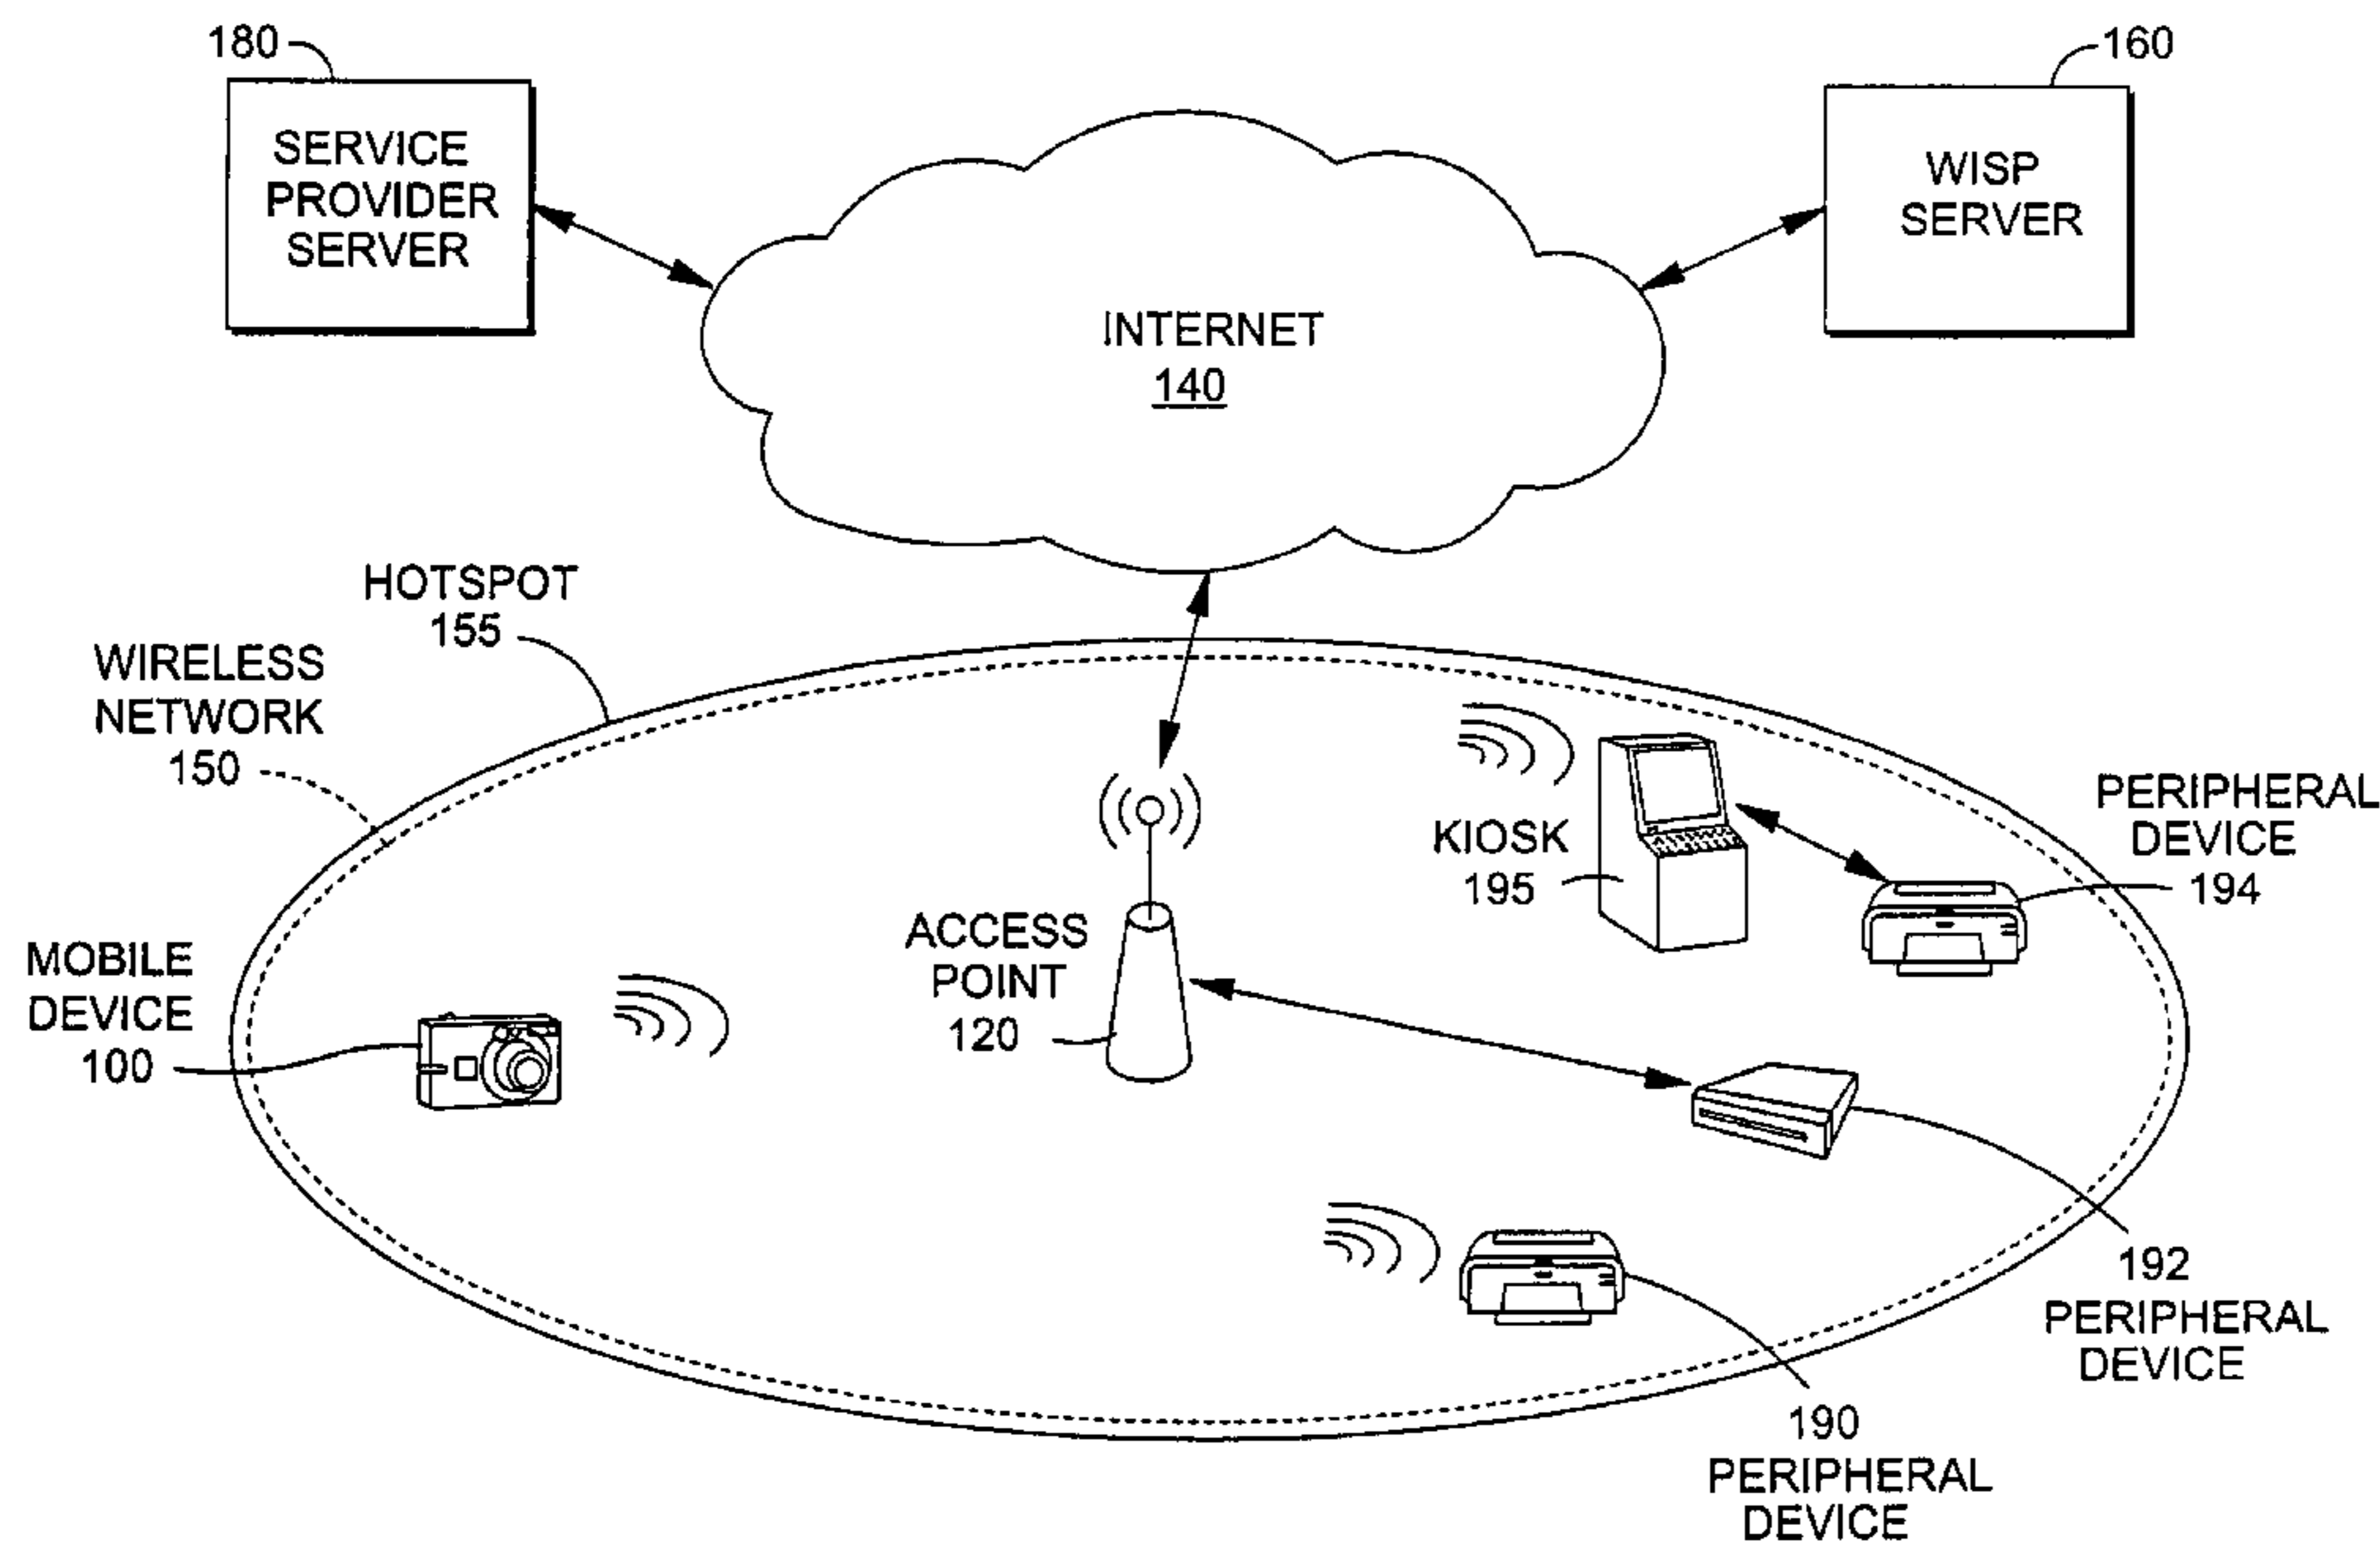 180
SERVICE
PROVIDER
SERVER
160
WISP
SERVER
INTERNET
140
HOTSPOT
155
WIRELESS
NETWORK
150
KIOSK
195
PERIPHERAL
DEVICE
194
ACCESS
POINT
120
MOBILE
DEVICE
100
192
PERIPHERAL
DEVICE
190
PERIPHERAL
DEVICE